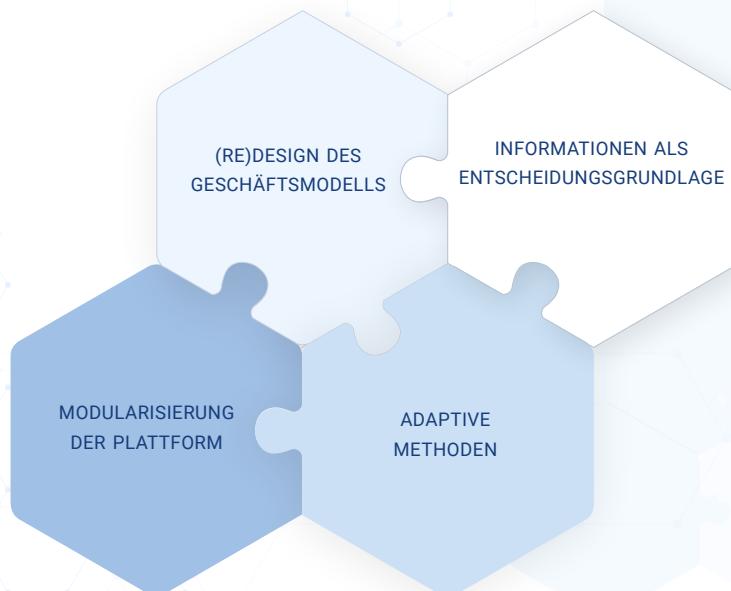 (RE)DESIGN DES
GESCHÄFTSMODELLS
INFORMATIONEN ALS
ENTSCHEIDUNGSGRUNDLAGE
MODULARISIERUNG
DER PLATTFORM
ADAPTIVE
METHODEN